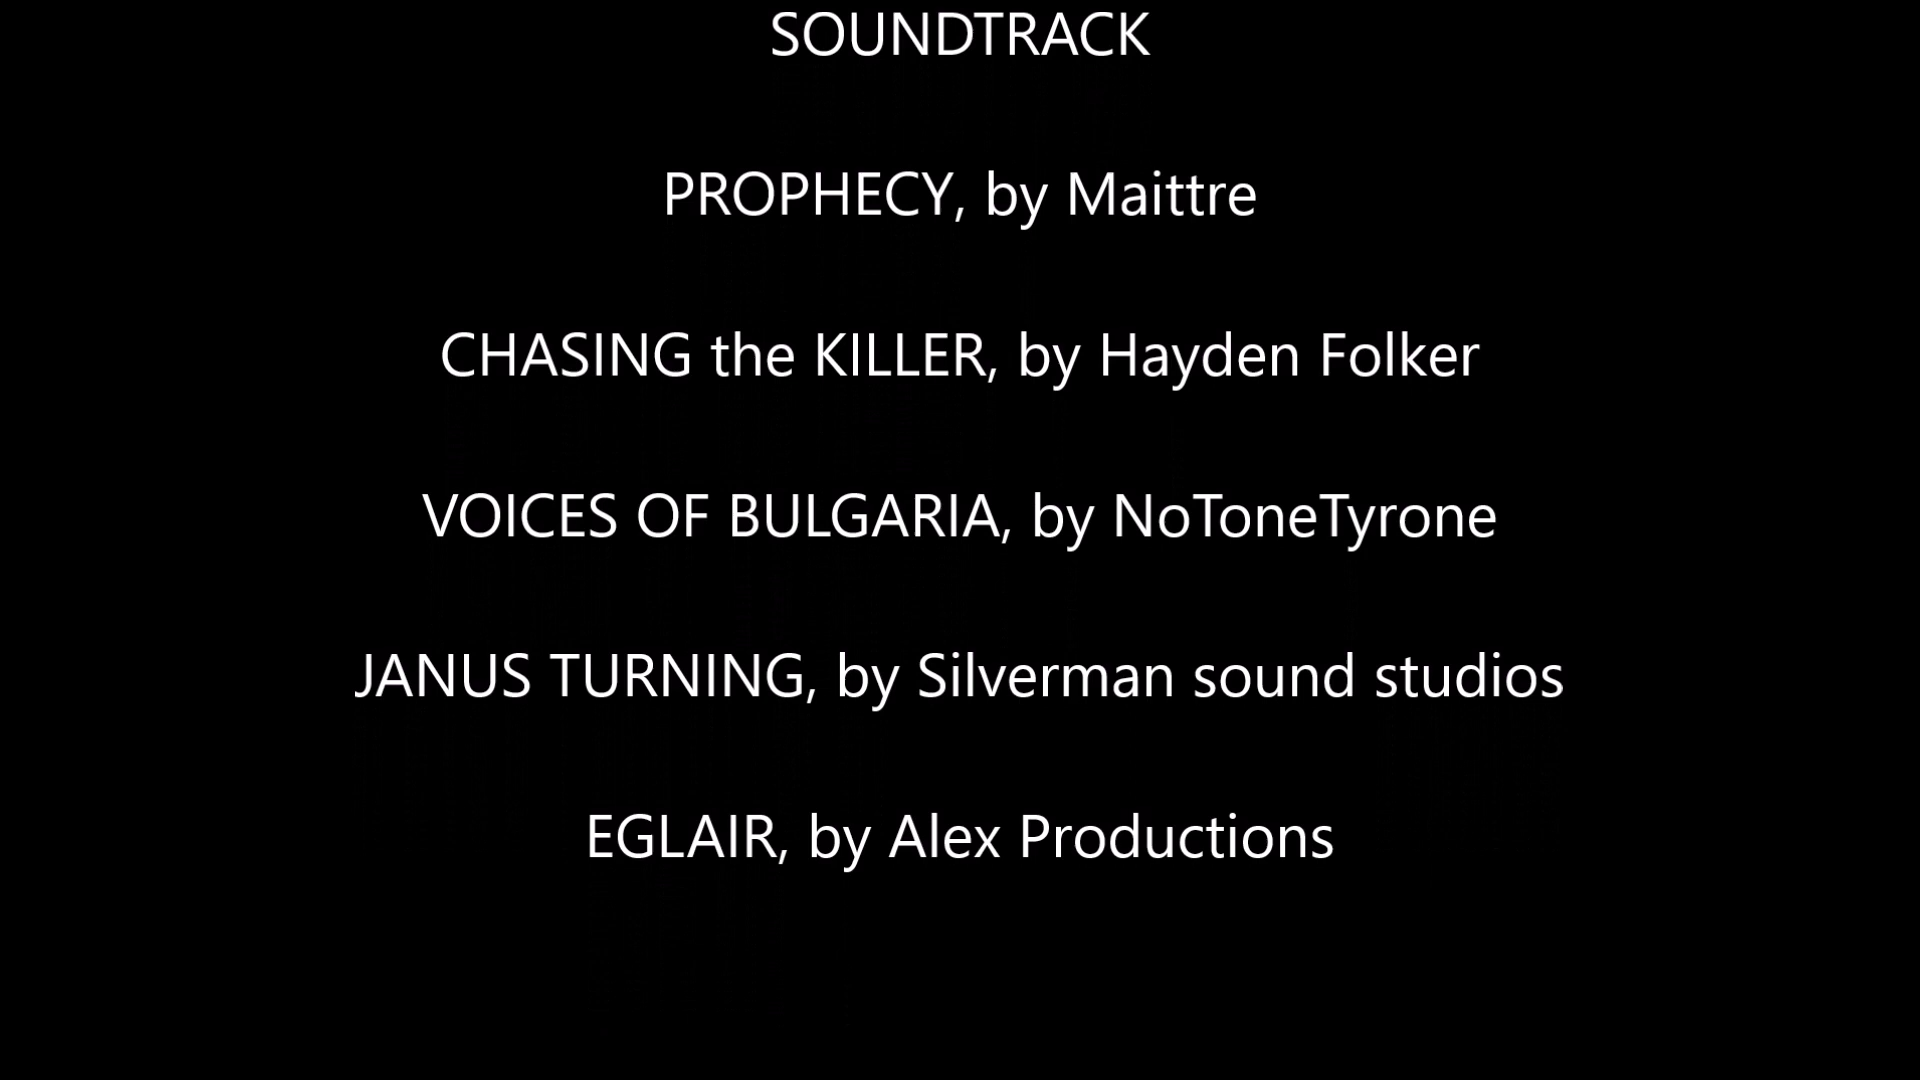 SOUNDTRACK
PROPHECY, by Maittre
CHASING the KILLER, by Hayden Folker
VOICES OF BULGARIA, by NoToneTyrone
JANUS TURNING, by Silverman sound studios
EGLAIR, by Alex Productions